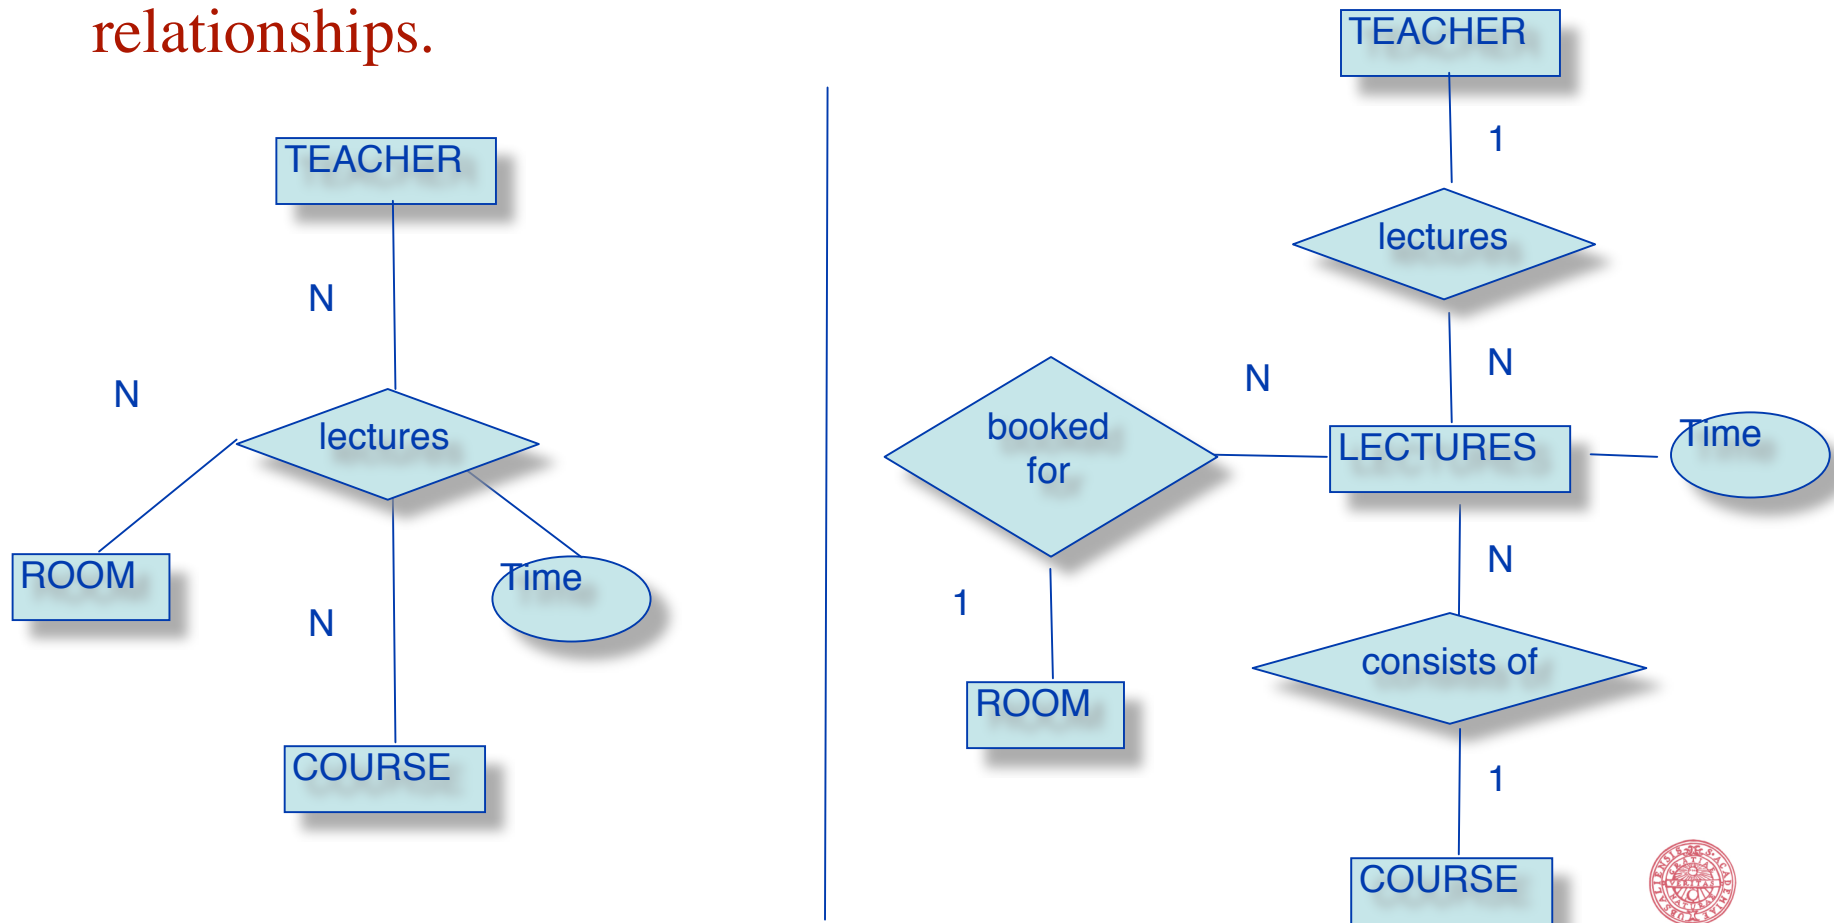 relationships.
TEACHER
N
N
lectures
ROOM
Time
N
COURSE
TEACHER
1
lectures
N
N
booked
for
LECTURES
Time
N
1
consists of
ROOM
1
COURSE